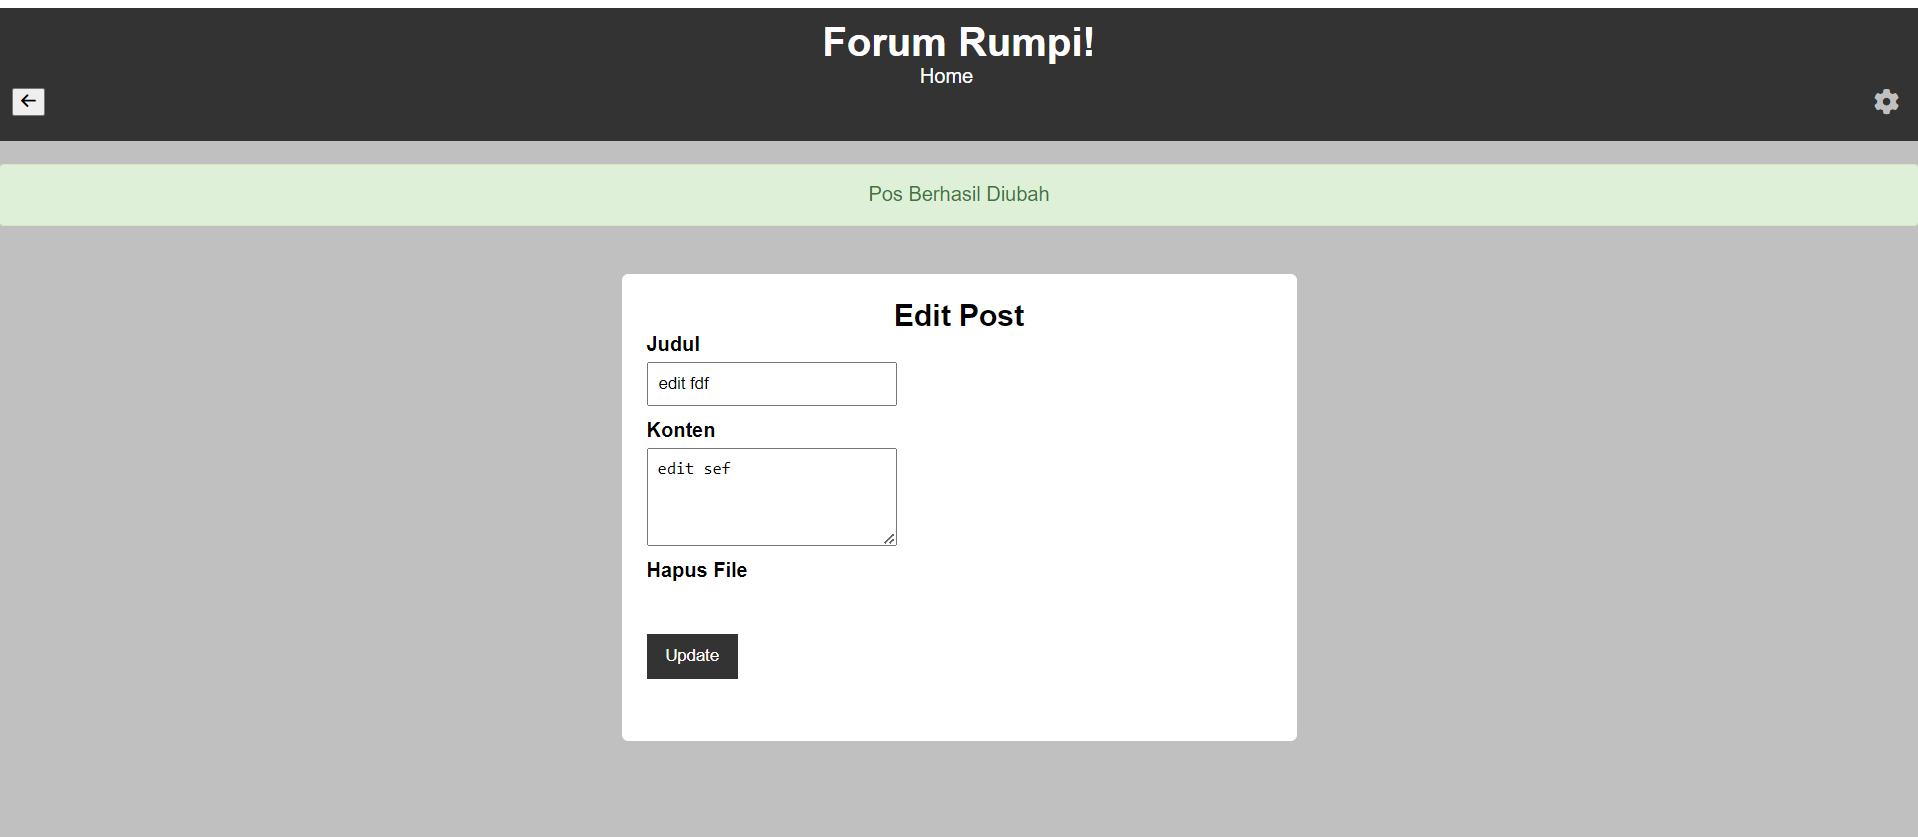 Forum Rumpi!
Home
Pos Berhasil Diubah
Edit Post
Judul
edit fdf
Konten
edit sef
Hapus File
Update